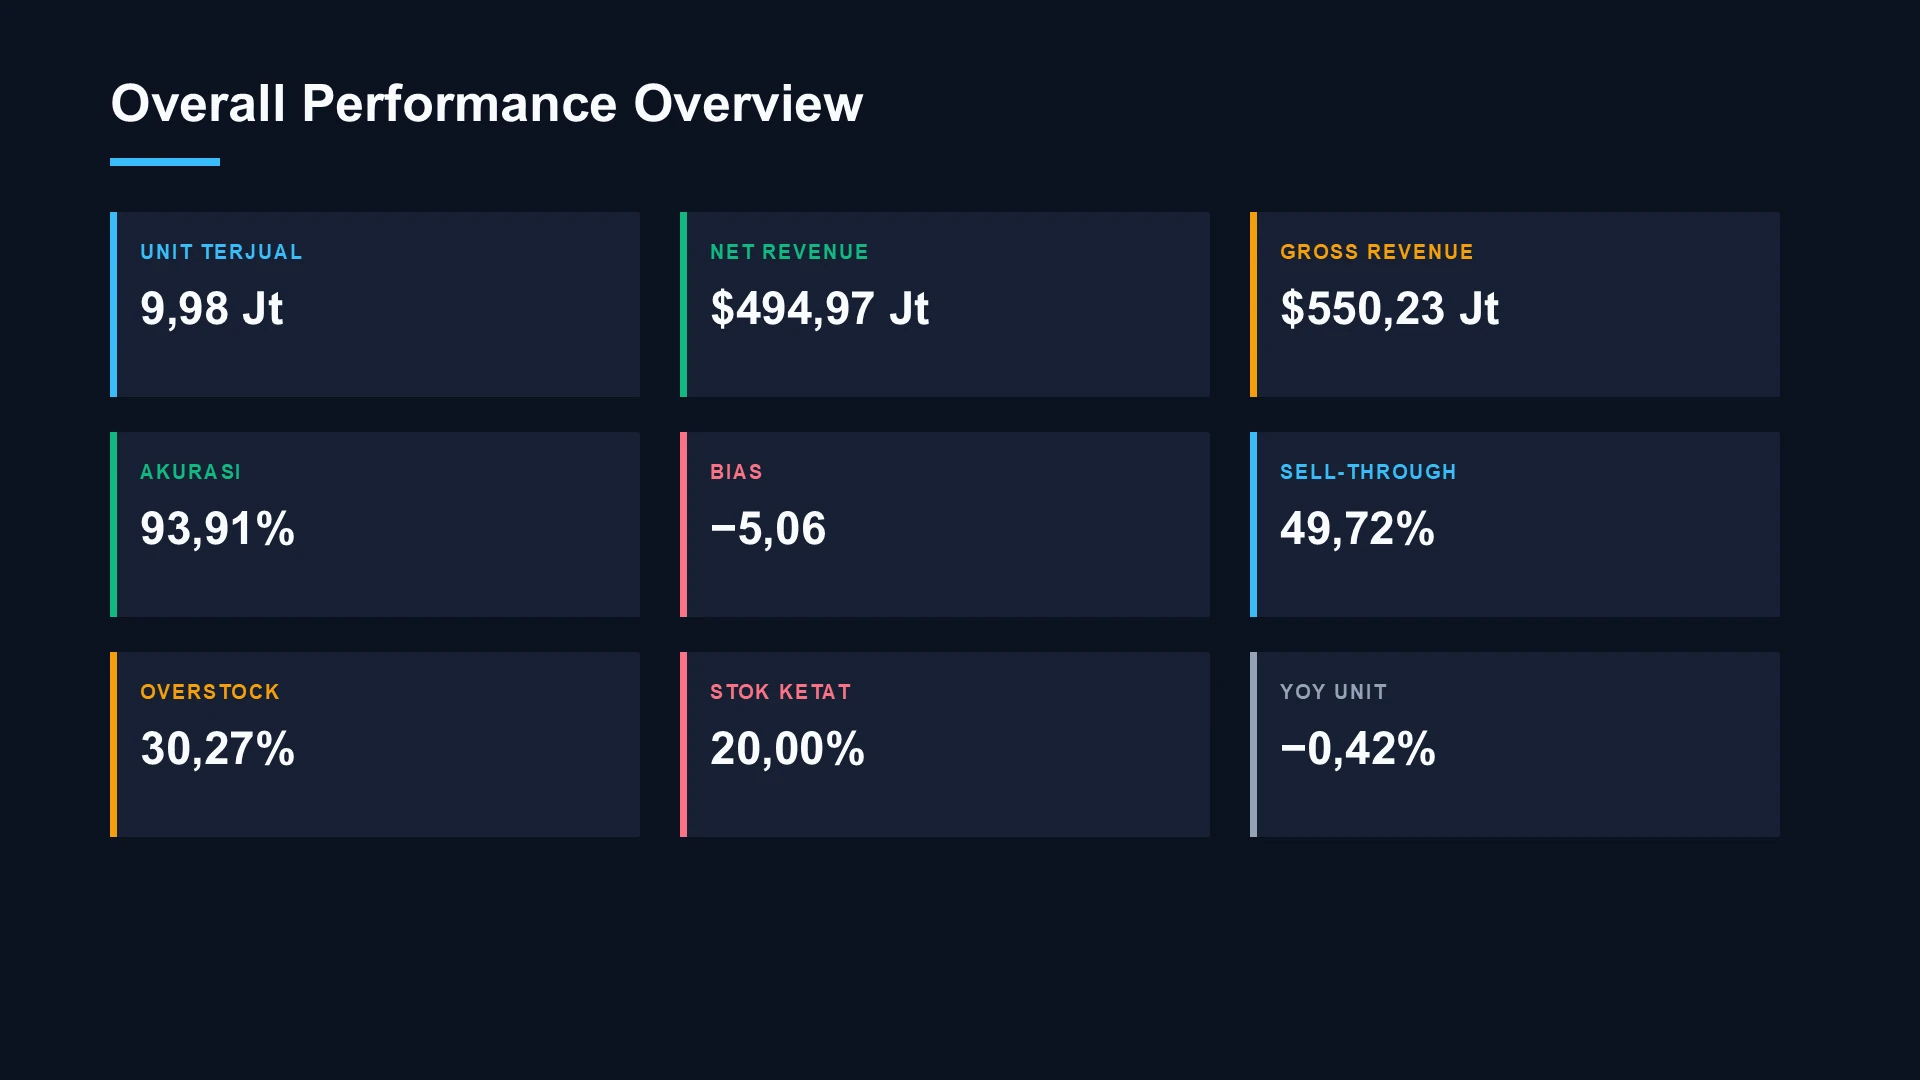 Overall Performance Overview
UNIT TERJUAL
9,98 Jt
NET REVENUE
$494,97 Jt
GROSS REVENUE
$550,23 Jt
AKURASI
93,91%
BIAS
−5,06
SELL-THROUGH
49,72%
OVERSTOCK
30,27%
STOK KETAT
20,00%
YOY UNIT
−0,42%